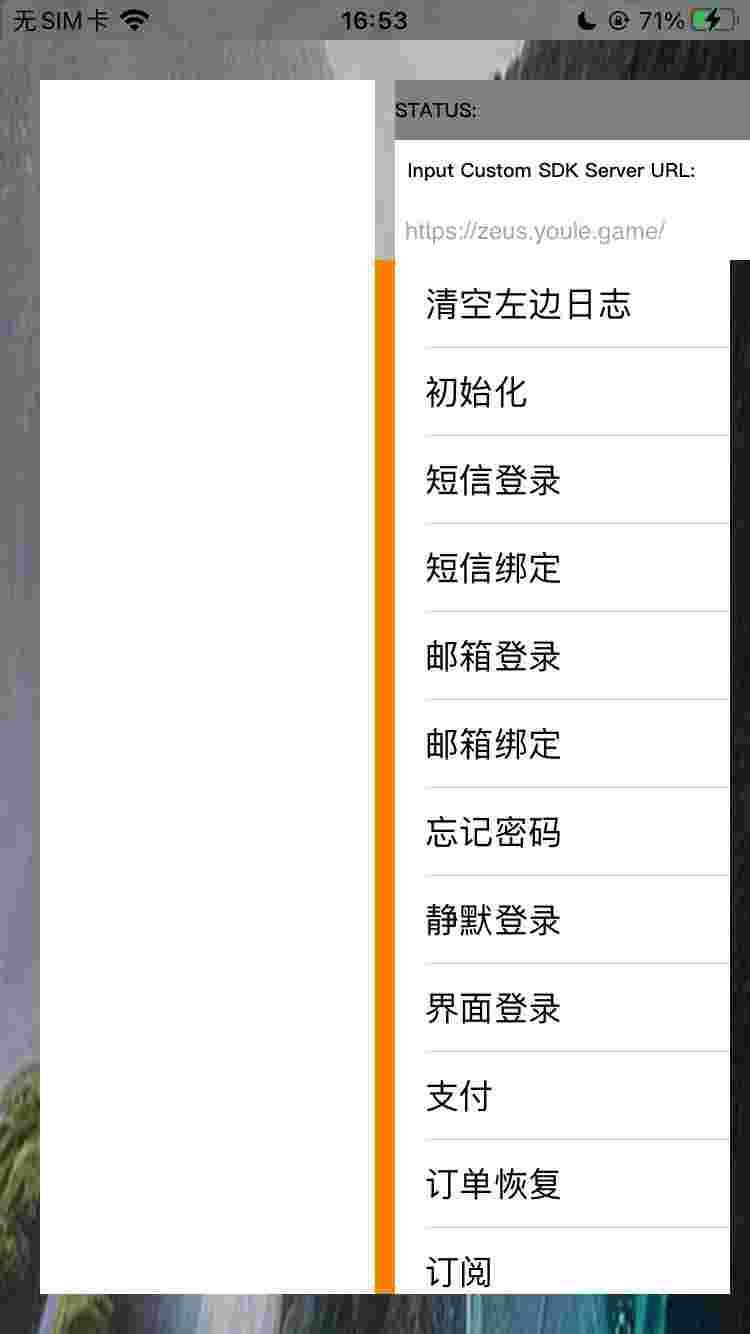 无SIM卡 16:53 71%
STATUS:
Input Custom SDK Server URL:
https://zeus.youle.game/
清空左边日志
初始化
短信登录
短信绑定
邮箱登录
邮箱绑定
忘记密码
静默登录
界面登录
支付
订单恢复
订阅